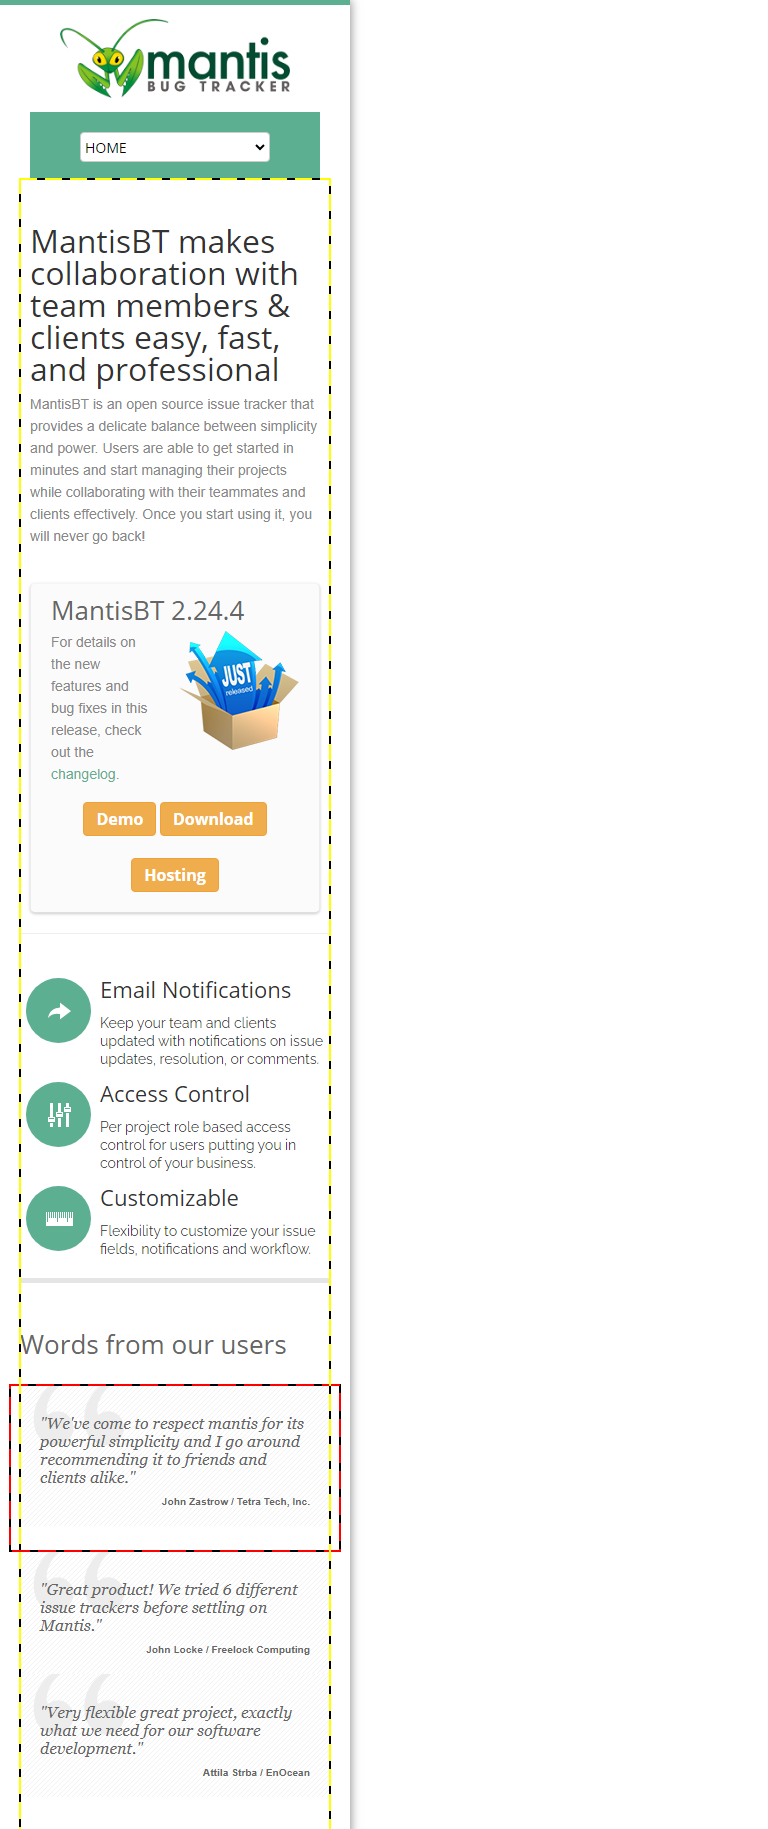 mantis
BUG TRACKER
HOME
MantisBT makes
collaboration with
team members &
clients easy, fast,
and professional
MantisBT is an open source issue tracker that
provides a delicate balance between simplicity
and power. Users are able to get started in
minutes and start managing their projects
while collaborating with their teammates and
clients effectively. Once you start using it, you
will never go back!
MantisBT 2.24.4
For details on
the new
features and
bug fixes in this
release, check
out the
changelog.
JUST
released
Demo Download
Hosting
Email Notifications
Keep your team and clients
updated with notifications on issue
updates, resolution, or comments.
Access Control
Per project role based access
control for users putting you in
control of your business.
Customizable
Flexibility to customize your issue
fields, notifications and workflow.
Words from our users
"We've come to respect mantis for its
powerful simplicity and I go around
recommending it to friends and
clients alike."
John Zastrow / Tetra Tech, Inc.
"Great product! We tried 6 different
issue trackers before settling on
Mantis."
John Locke / Freelock Computing
"Very flexible great project, exactly
what we need for our software
development."
Attila Strba / EnOcean